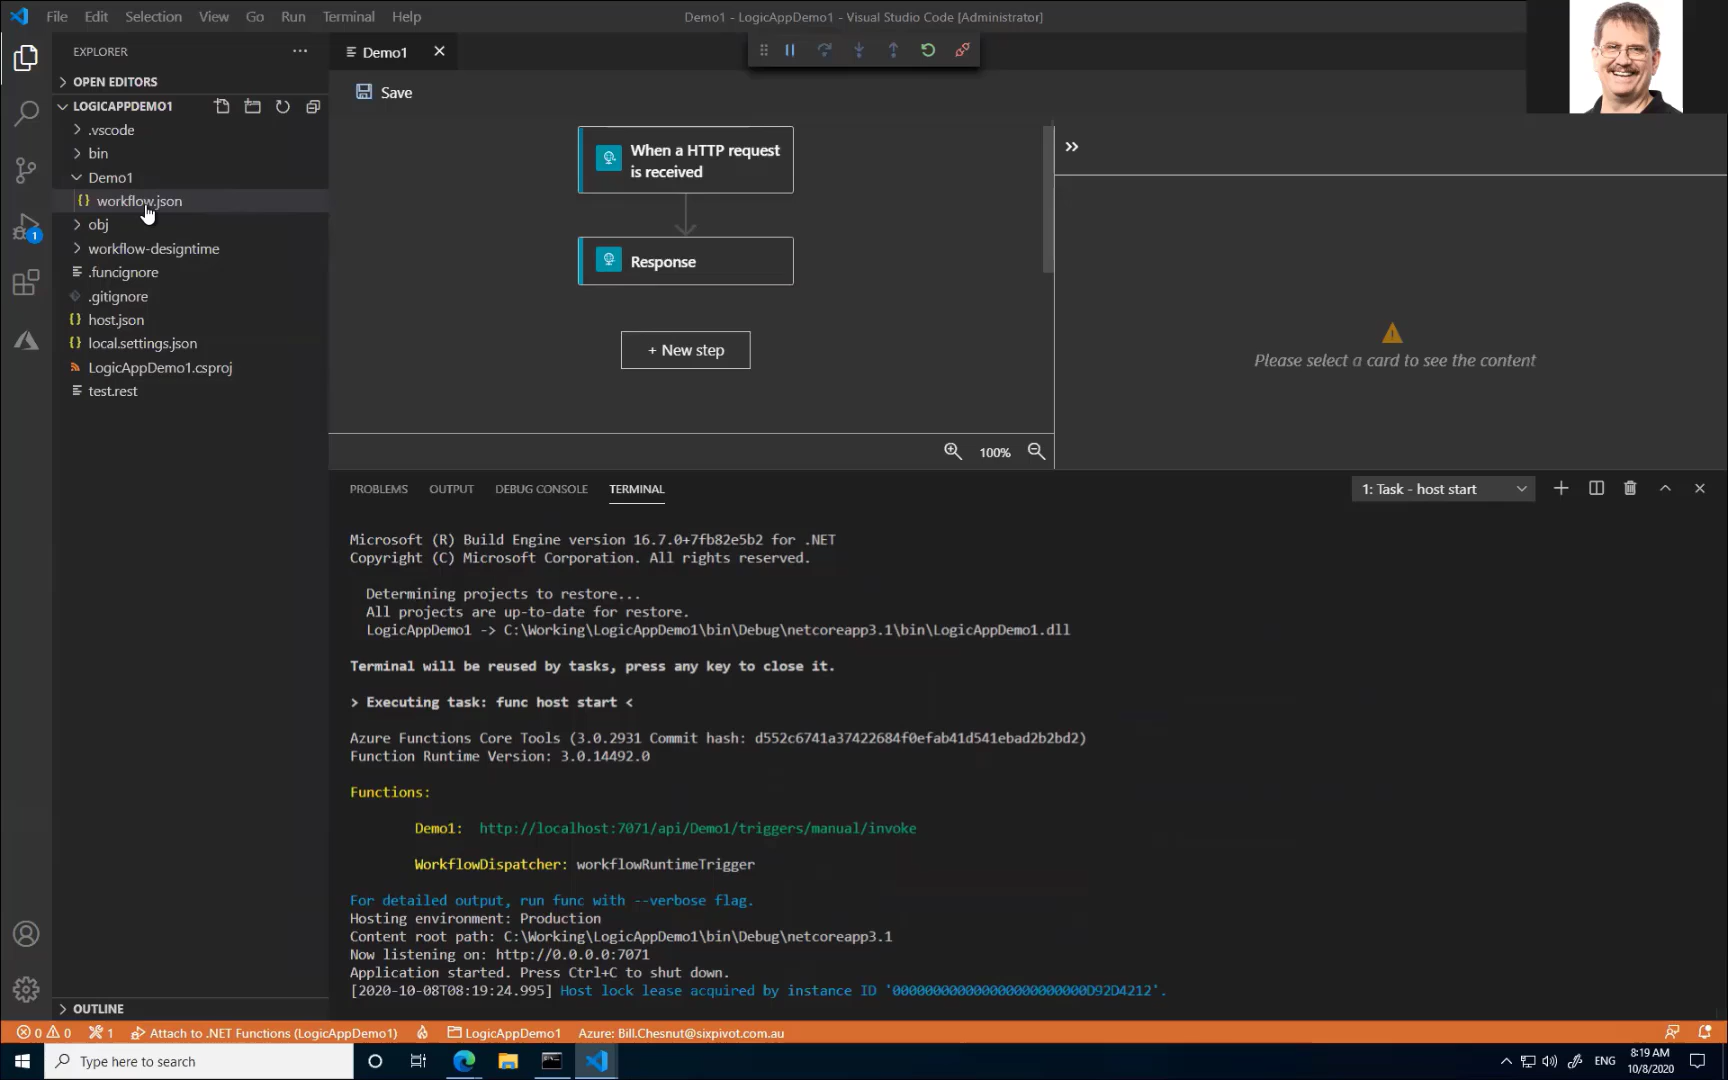 File Edit Selection View Go Run Terminal Help
Demo1 - LogicAppDemo1 - Visual Studio Code [Administrator]
EXPLORER
OPEN EDITORS
LOGICAPPDEMO1
.vscode
bin
Demo1
workflow.json
obj
workflow-designtime
.funcignore
.gitignore
host.json
local.settings.json
LogicAppDemo1.csproj
test.rest
OUTLINE
1
Demo1
Save
When a HTTP request
is received
Response
+ New step
100%
Please select a card to see the content
PROBLEMS OUTPUT DEBUG CONSOLE TERMINAL
1: Task - host start
Microsoft (R) Build Engine version 16.7.0+7fb82e5b2 for .NET
Copyright (C) Microsoft Corporation. All rights reserved.
Determining projects to restore...
All projects are up-to-date for restore.
LogicAppDemo1 -> C:\Working\LogicAppDemo1\bin\Debug\netcoreapp3.1\bin\LogicAppDemo1.dll
Terminal will be reused by tasks, press any key to close it.
> Executing task: func host start <
Azure Functions Core Tools (3.0.2931 Commit hash: d552c6741a37422684f0efab41d541ebad2b2bd2)
Function Runtime Version: 3.0.14492.0
Functions:
Demo1: http://localhost:7071/api/Demo1/triggers/manual/invoke
WorkflowDispatcher: workflowRuntimeTrigger
For detailed output, run func with --verbose flag.
Hosting environment: Production
Content root path: C:\Working\LogicAppDemo1\bin\Debug\netcoreapp3.1
Now listening on: http://0.0.0.0:7071
Application started. Press Ctrl+C to shut down.
[2020-10-08T08:19:24.995] Host lock lease acquired by instance ID '000000000000000000000000D92D4212'.
0 0 1 Attach to .NET Functions (LogicAppDemo1) LogicAppDemo1 Azure: Bill.Chesnut@sixpivot.com.au
Type here to search
ENG
8:19 AM
10/8/2020